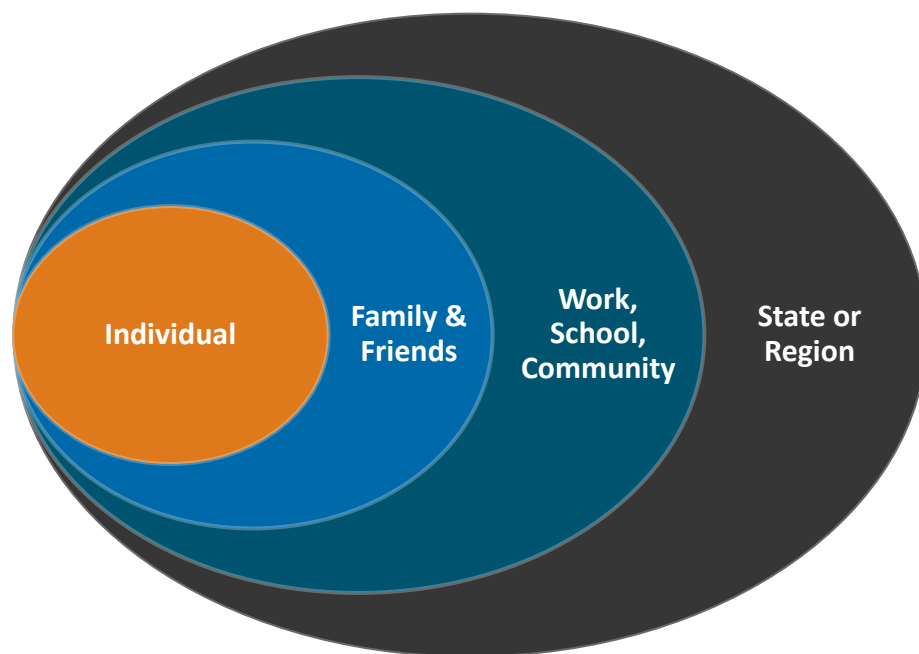 Individual
Family &
Friends
Work,
School,
Community
State or
Region